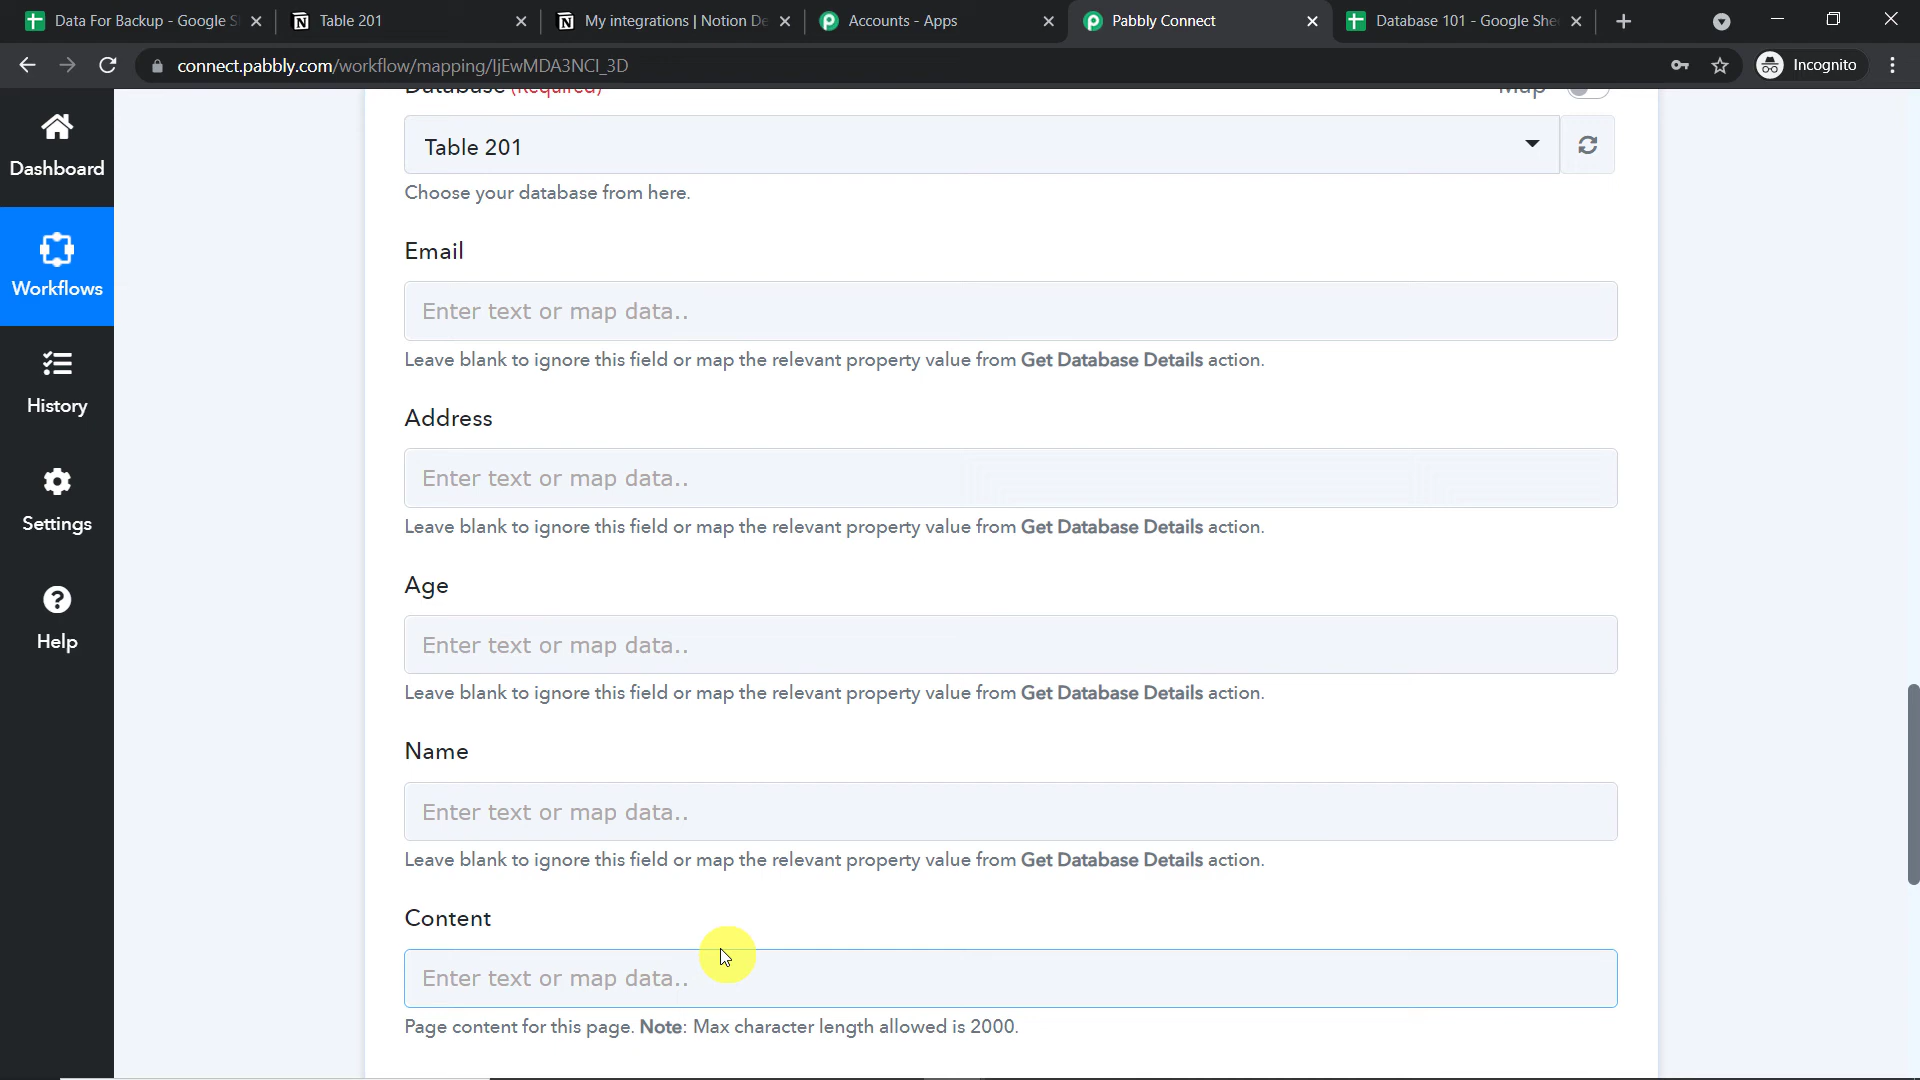 Data For Backup - Google S
Table 201
My integrations | Notion De
Accounts - Apps
Pabbly Connect
Database 101 - Google She
connect.pabbly.com/workflow/mapping/IjEwMDA3NCI_3D
Incognito
Database (Required)
Map
Dashboard
Workflows
History
Settings
Help
Table 201
Choose your database from here.
Email
Enter text or map data..
Leave blank to ignore this field or map the relevant property value from Get Database Details action.
Address
Enter text or map data..
Leave blank to ignore this field or map the relevant property value from Get Database Details action.
Age
Enter text or map data..
Leave blank to ignore this field or map the relevant property value from Get Database Details action.
Name
Enter text or map data..
Leave blank to ignore this field or map the relevant property value from Get Database Details action.
Content
Enter text or map data..
Page content for this page. Note: Max character length allowed is 2000.